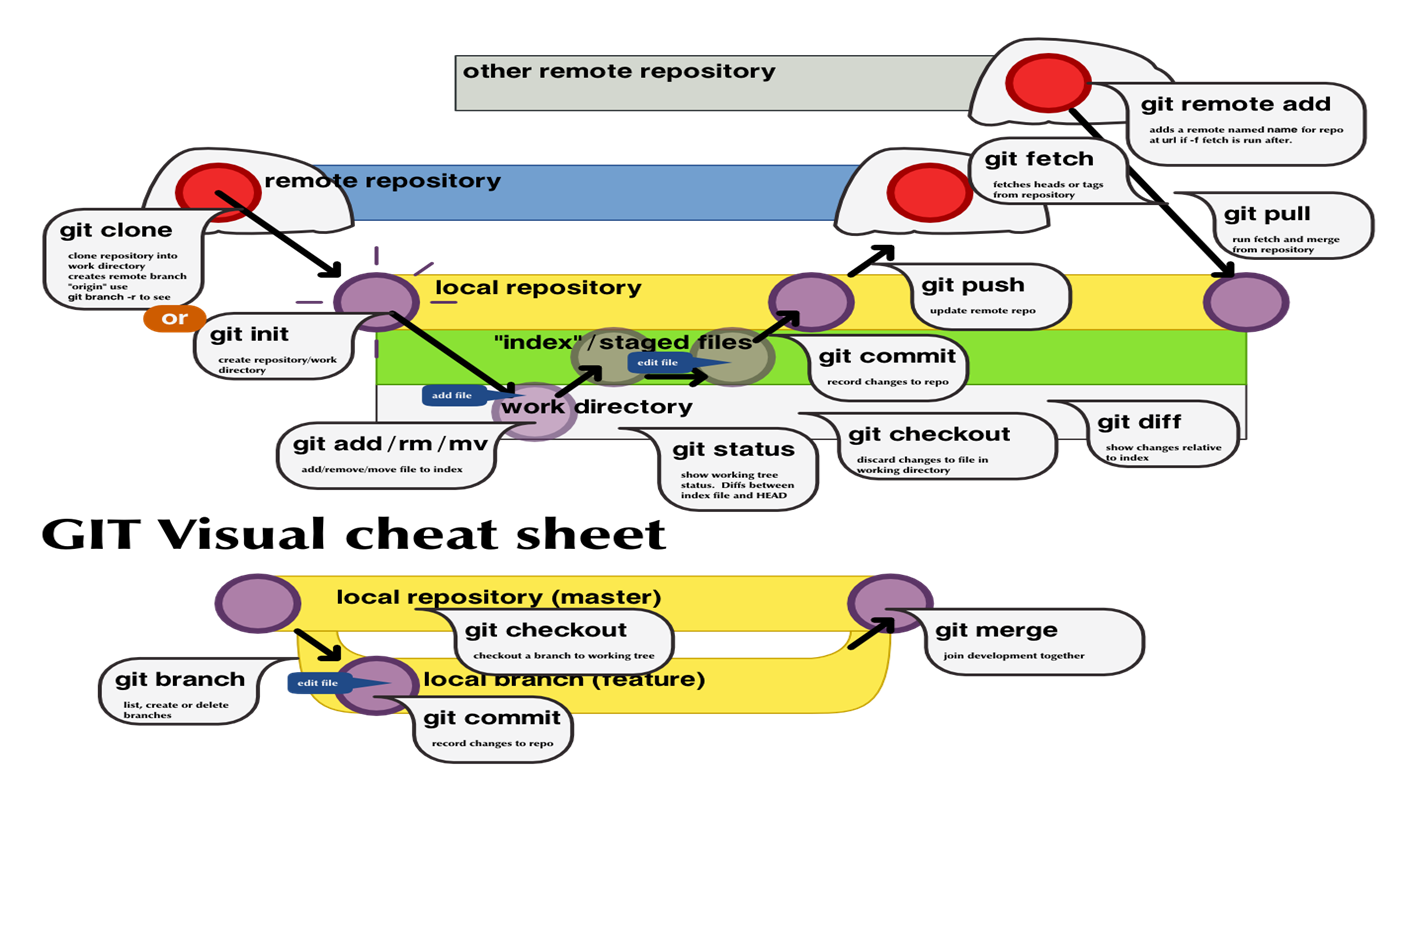 other remote repository
git remote add
adds a remote named name for repo
at url if -f fetch is run after.
git fetch
fetches heads or tags
from repository
remote repository
git pull
run fetch and merge
from repository
git clone
clone repository into
work directory
creates remote branch
"origin" use
git branch -r to see
or
git init
create repository/work
directory
local repository
git push
update remote repo
"index"/staged files
edit file
git commit
record changes to repo
add file
work directory
git add/rm/mv
add/remove/move file to index
git status
show working tree
status. Diffs between
index file and HEAD
git checkout
discard changes to file in
working directory
git diff
show changes relative
to index
GIT Visual cheat sheet
local repository (master)
git checkout
checkout a branch to working tree
git merge
join development together
git branch
list, create or delete
branches
edit file
local branch (feature)
git commit
record changes to repo